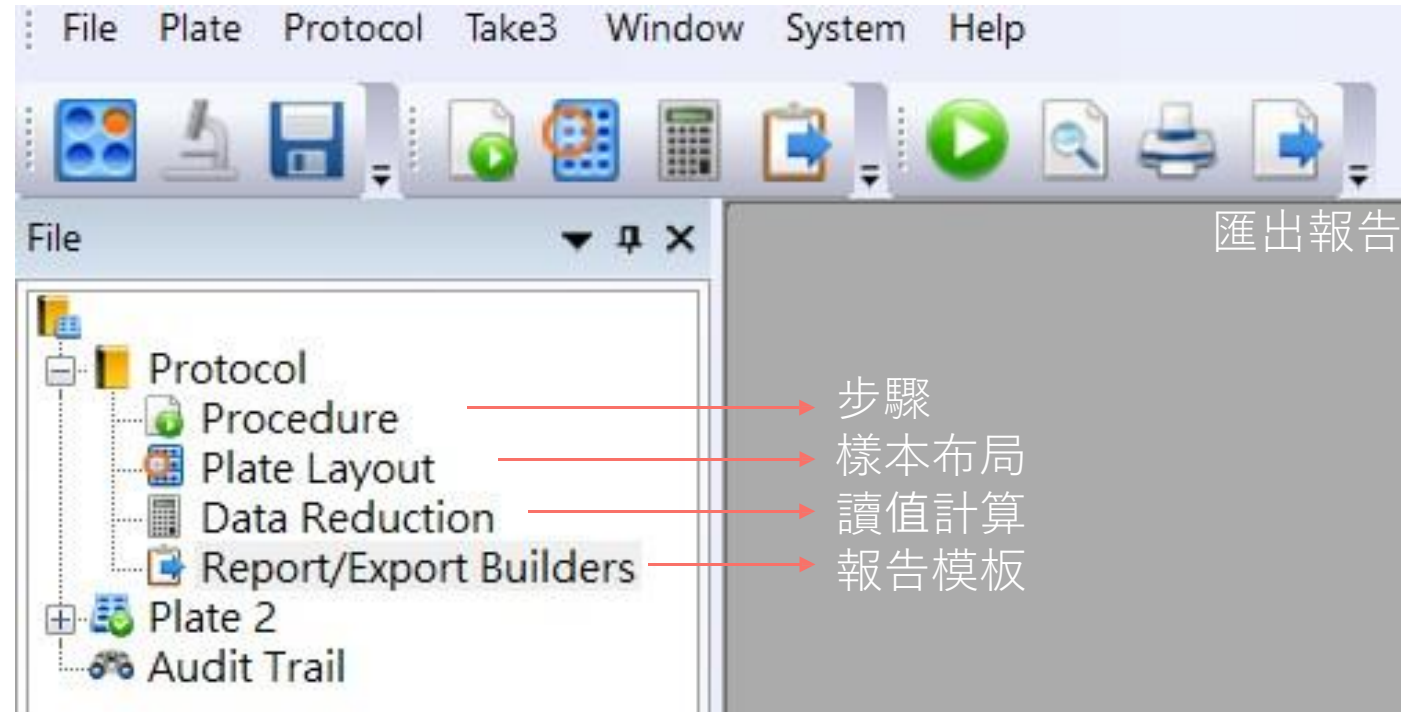 File Plate Protocol Take3 Window System Help
File
匯出報告
Protocol
Procedure 步驟
Plate Layout 樣本布局
Data Reduction 讀值計算
Report/Export Builders 報告模板
Plate 2
Audit Trail